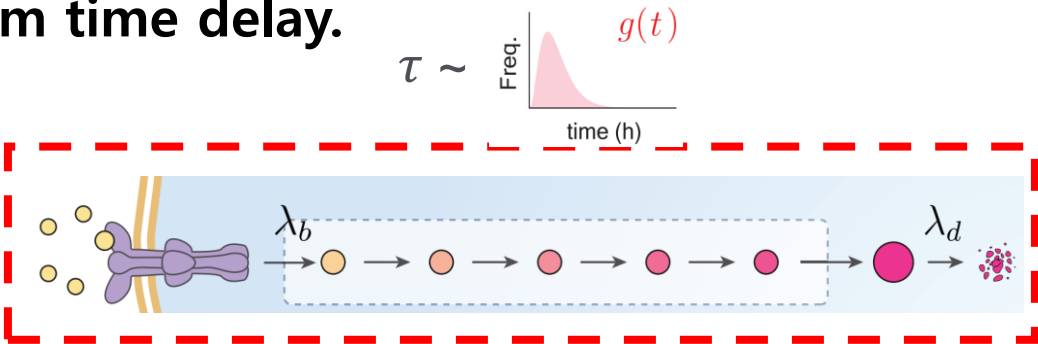 m time delay.
τ ~
Freq.
g(t)
time (h)
λ_b
λ_d